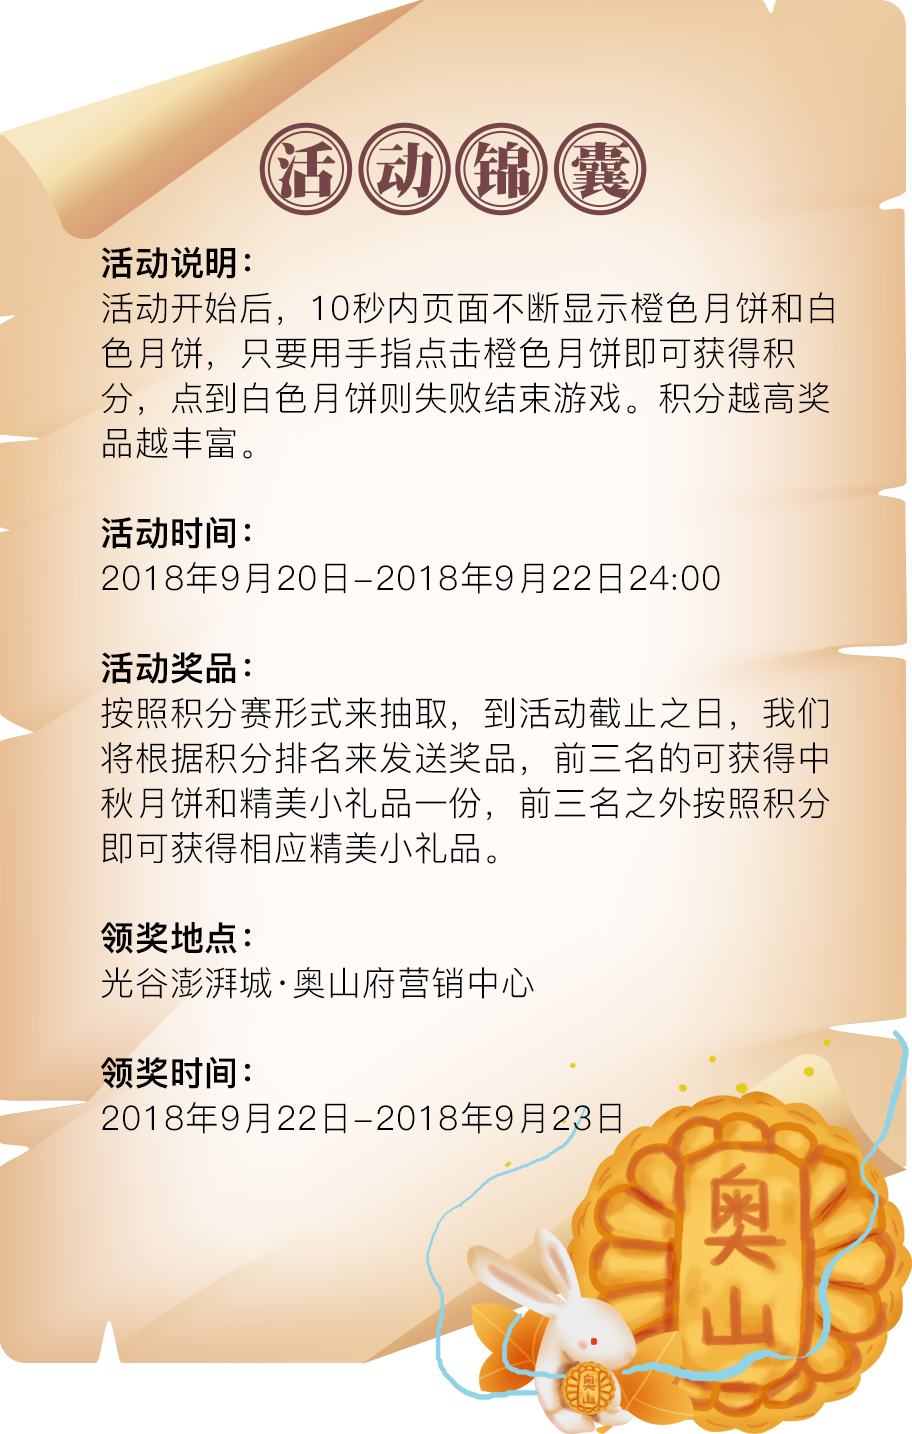 活动锦囊
活动说明：
活动开始后，10秒内页面不断显示橙色月饼和白
色月饼，只要用手指点击橙色月饼即可获得积
分，点到白色月饼则失败结束游戏。积分越高奖
品越丰富。
活动时间：
2018年9月20日-2018年9月22日24:00
活动奖品：
按照积分赛形式来抽取，到活动截止之日，我们
将根据积分排名来发送奖品，前三名的可获得中
秋月饼和精美小礼品一份，前三名之外按照积分
即可获得相应精美小礼品。
领奖地点：
光谷澎湃城·奥山府营销中心
领奖时间：
2018年9月22日-2018年9月23日
奥
山
奥
山